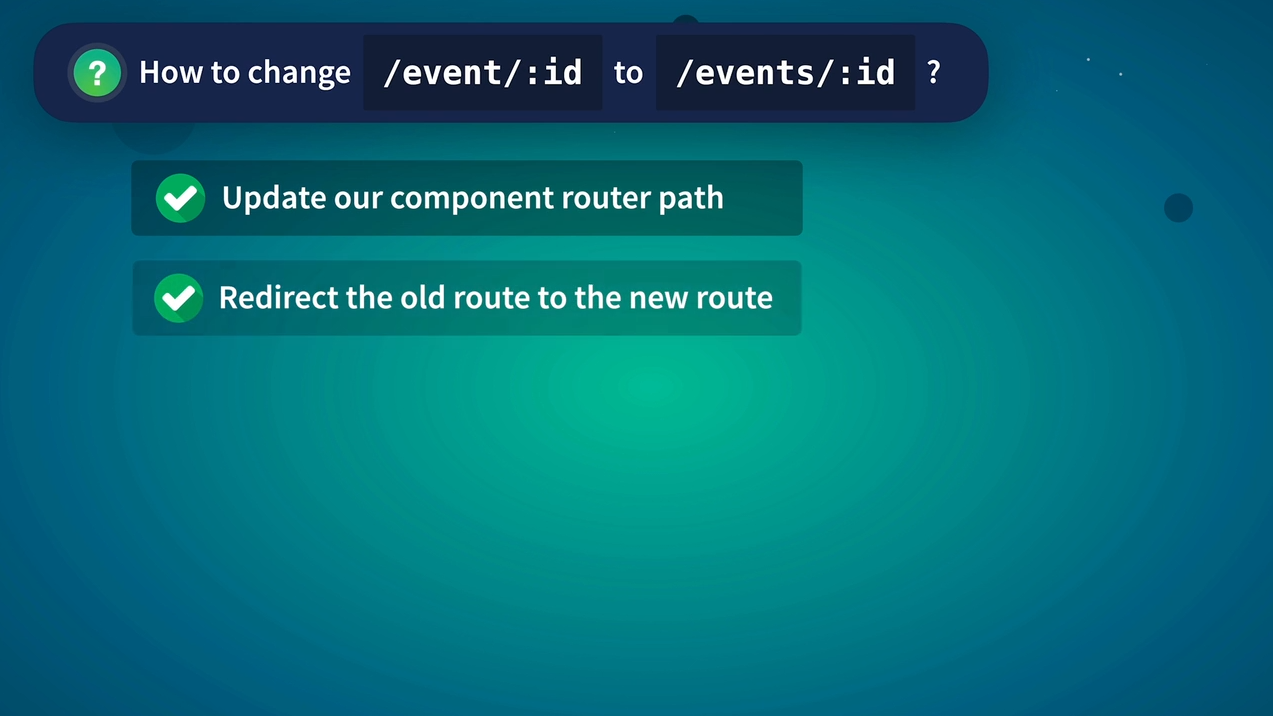 ? How to change /event/:id to /events/:id ?
Update our component router path
Redirect the old route to the new route